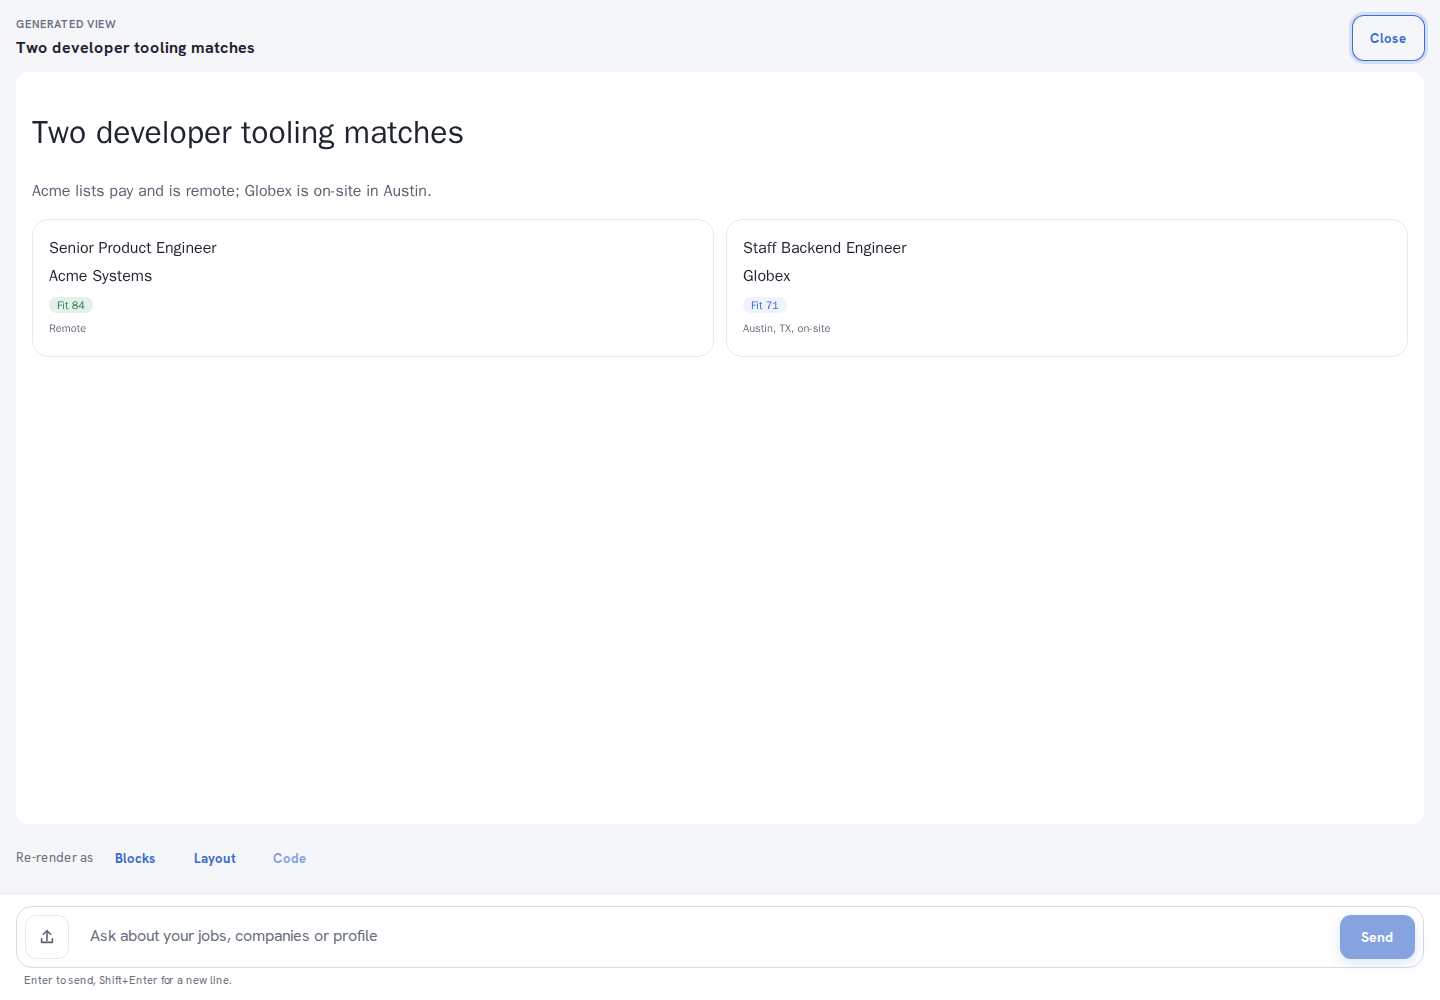 GENERATED VIEW
Two developer tooling matches
Close
Two developer tooling matches
Acme lists pay and is remote; Globex is on-site in Austin.
Senior Product Engineer
Acme Systems
Fit 84
Remote
Staff Backend Engineer
Globex
Fit 71
Austin, TX, on-site
Re-render as Blocks Layout Code
Ask about your jobs, companies or profile
Send
Enter to send, Shift+Enter for a new line.